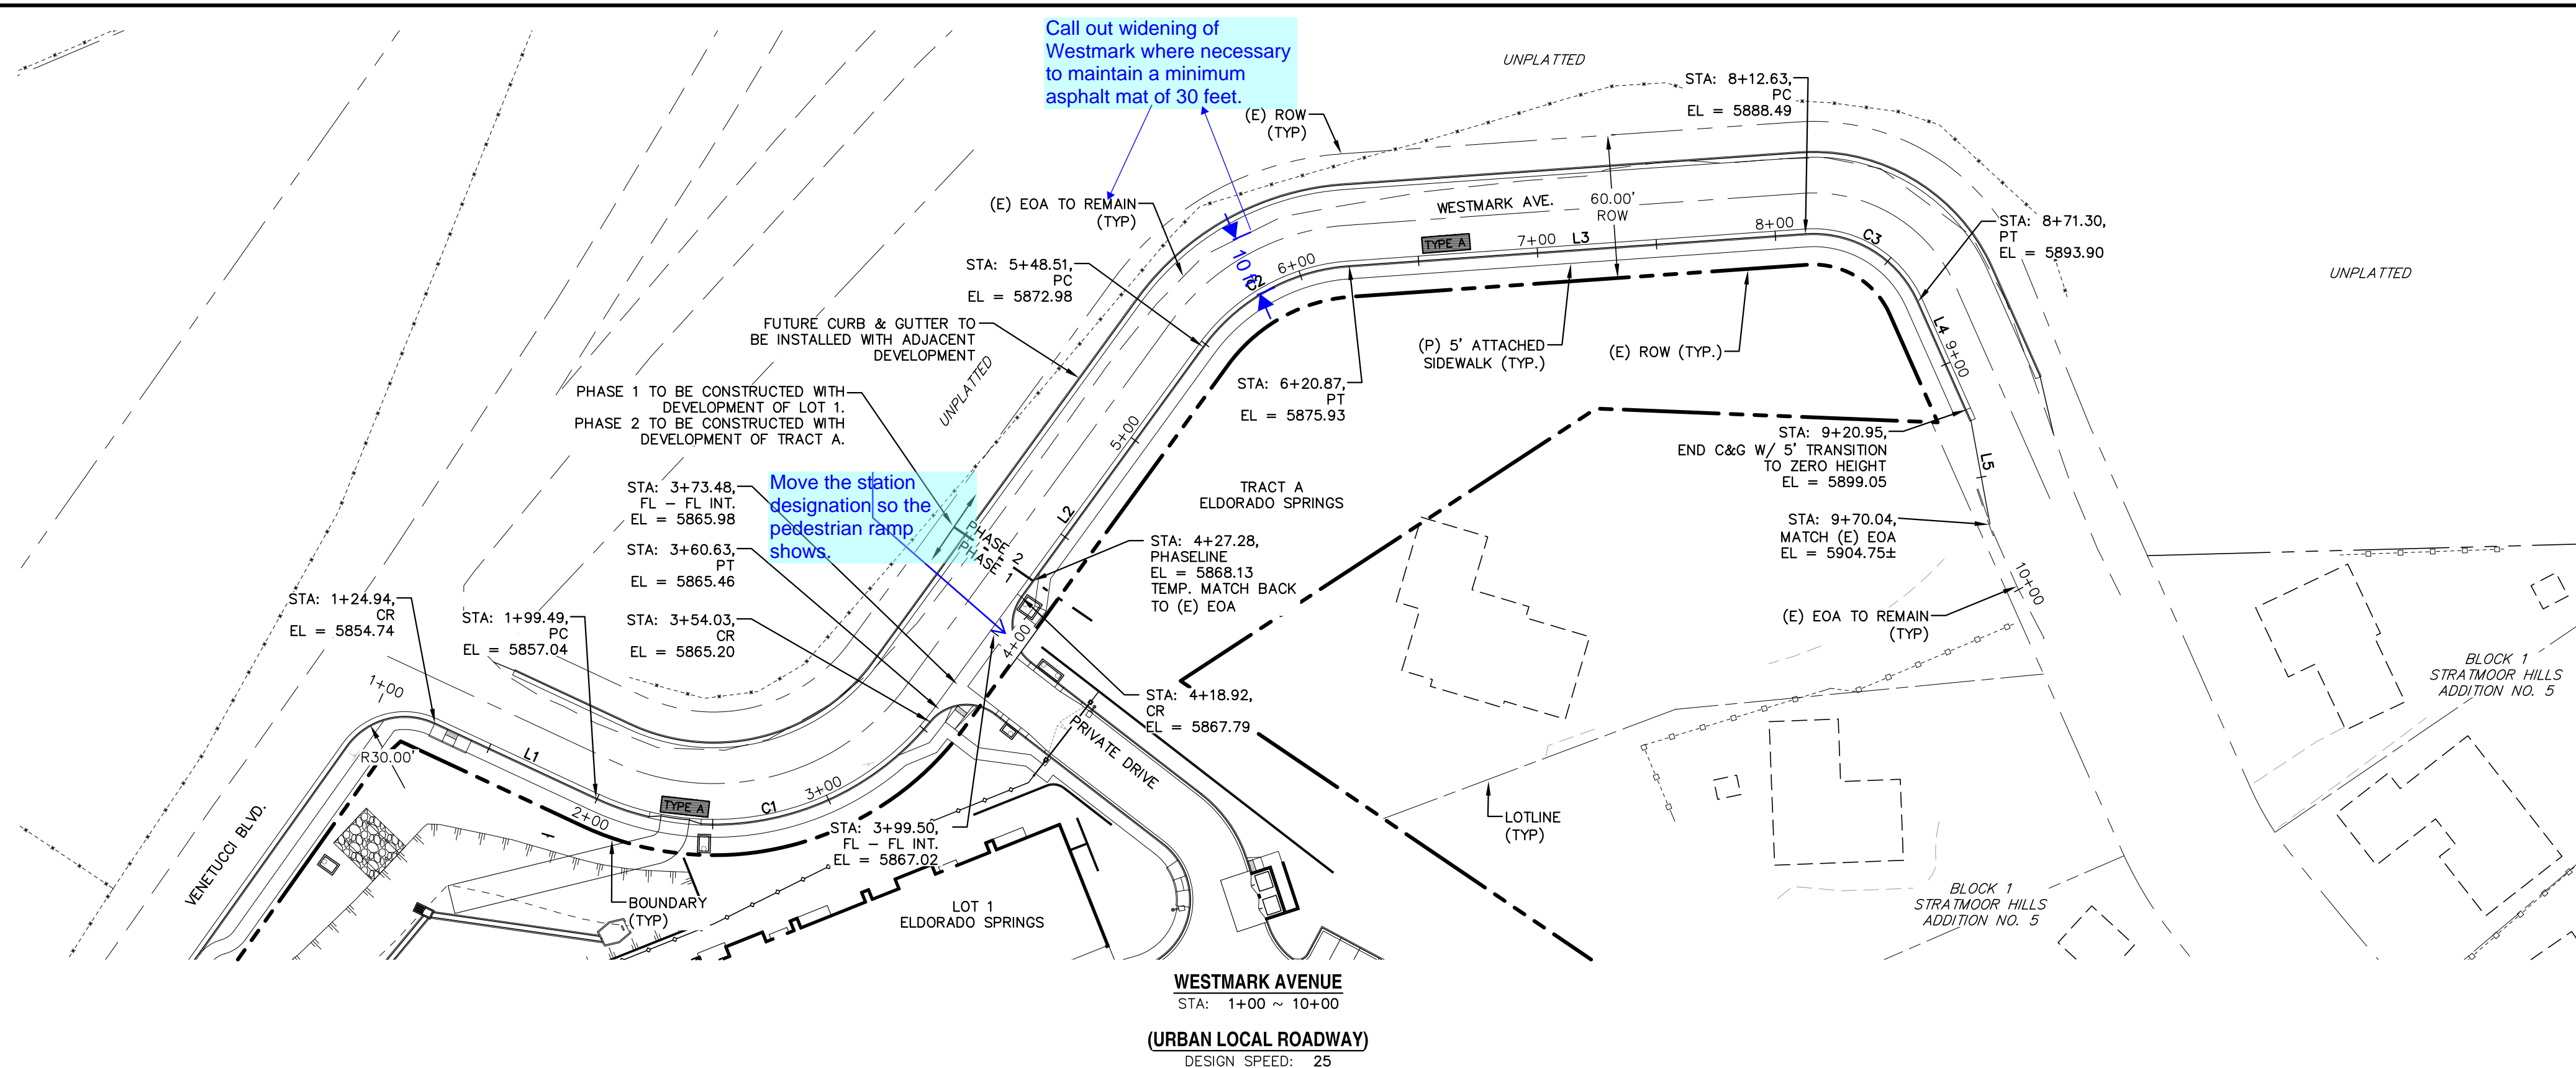 Call out widening of
Westmark where necessary
to maintain a minimum
asphalt mat of 30 feet.
UNPLATTED
STA: 8+12.63,
PC
EL = 5888.49
(E) ROW
(TYP)
(E) EOA TO REMAIN
(TYP)
WESTMARK AVE.
60.00'
ROW
8+00
C3
STA: 8+71.30,
PT
EL = 5893.90
UNPLATTED
TYPE A
7+00
L3
STA: 5+48.51,
PC
EL = 5872.98
10 ft
C2
6+00
FUTURE CURB & GUTTER TO
BE INSTALLED WITH ADJACENT
DEVELOPMENT
UNPLATTED
(P) 5' ATTACHED
SIDEWALK (TYP.)
(E) ROW (TYP.)
L4
9+00
STA: 6+20.87,
PT
EL = 5875.93
PHASE 1 TO BE CONSTRUCTED WITH
DEVELOPMENT OF LOT 1.
PHASE 2 TO BE CONSTRUCTED WITH
DEVELOPMENT OF TRACT A.
5+00
STA: 9+20.95,
END C&G W/ 5' TRANSITION
TO ZERO HEIGHT
EL = 5899.05
L5
STA: 3+73.48,
FL - FL INT.
EL = 5865.98
Move the station
designation so the
pedestrian ramp
shows.
TRACT A
ELDORADO SPRINGS
L2
PHASE 2
PHASE 1
STA: 9+70.04,
MATCH (E) EOA
EL = 5904.75±
STA: 3+60.63,
PT
EL = 5865.46
STA: 4+27.28,
PHASELINE
EL = 5868.13
TEMP. MATCH BACK
TO (E) EOA
10+00
STA: 1+24.94,
CR
EL = 5854.74
STA: 1+99.49,
PC
EL = 5857.04
STA: 3+54.03,
CR
EL = 5865.20
4+00
(E) EOA TO REMAIN
(TYP)
BLOCK 1
STRATMOOR HILLS
ADDITION NO. 5
1+00
STA: 4+18.92,
CR
EL = 5867.79
PRIVATE DRIVE
R30.00'
L1
VENETUCCI BLVD.
2+00
TYPE A
C1
3+00
STA: 3+99.50,
FL - FL INT.
EL = 5867.02
LOTLINE
(TYP)
BOUNDARY
(TYP)
LOT 1
ELDORADO SPRINGS
BLOCK 1
STRATMOOR HILLS
ADDITION NO. 5
WESTMARK AVENUE
STA: 1+00 ~ 10+00
(URBAN LOCAL ROADWAY)
DESIGN SPEED: 25